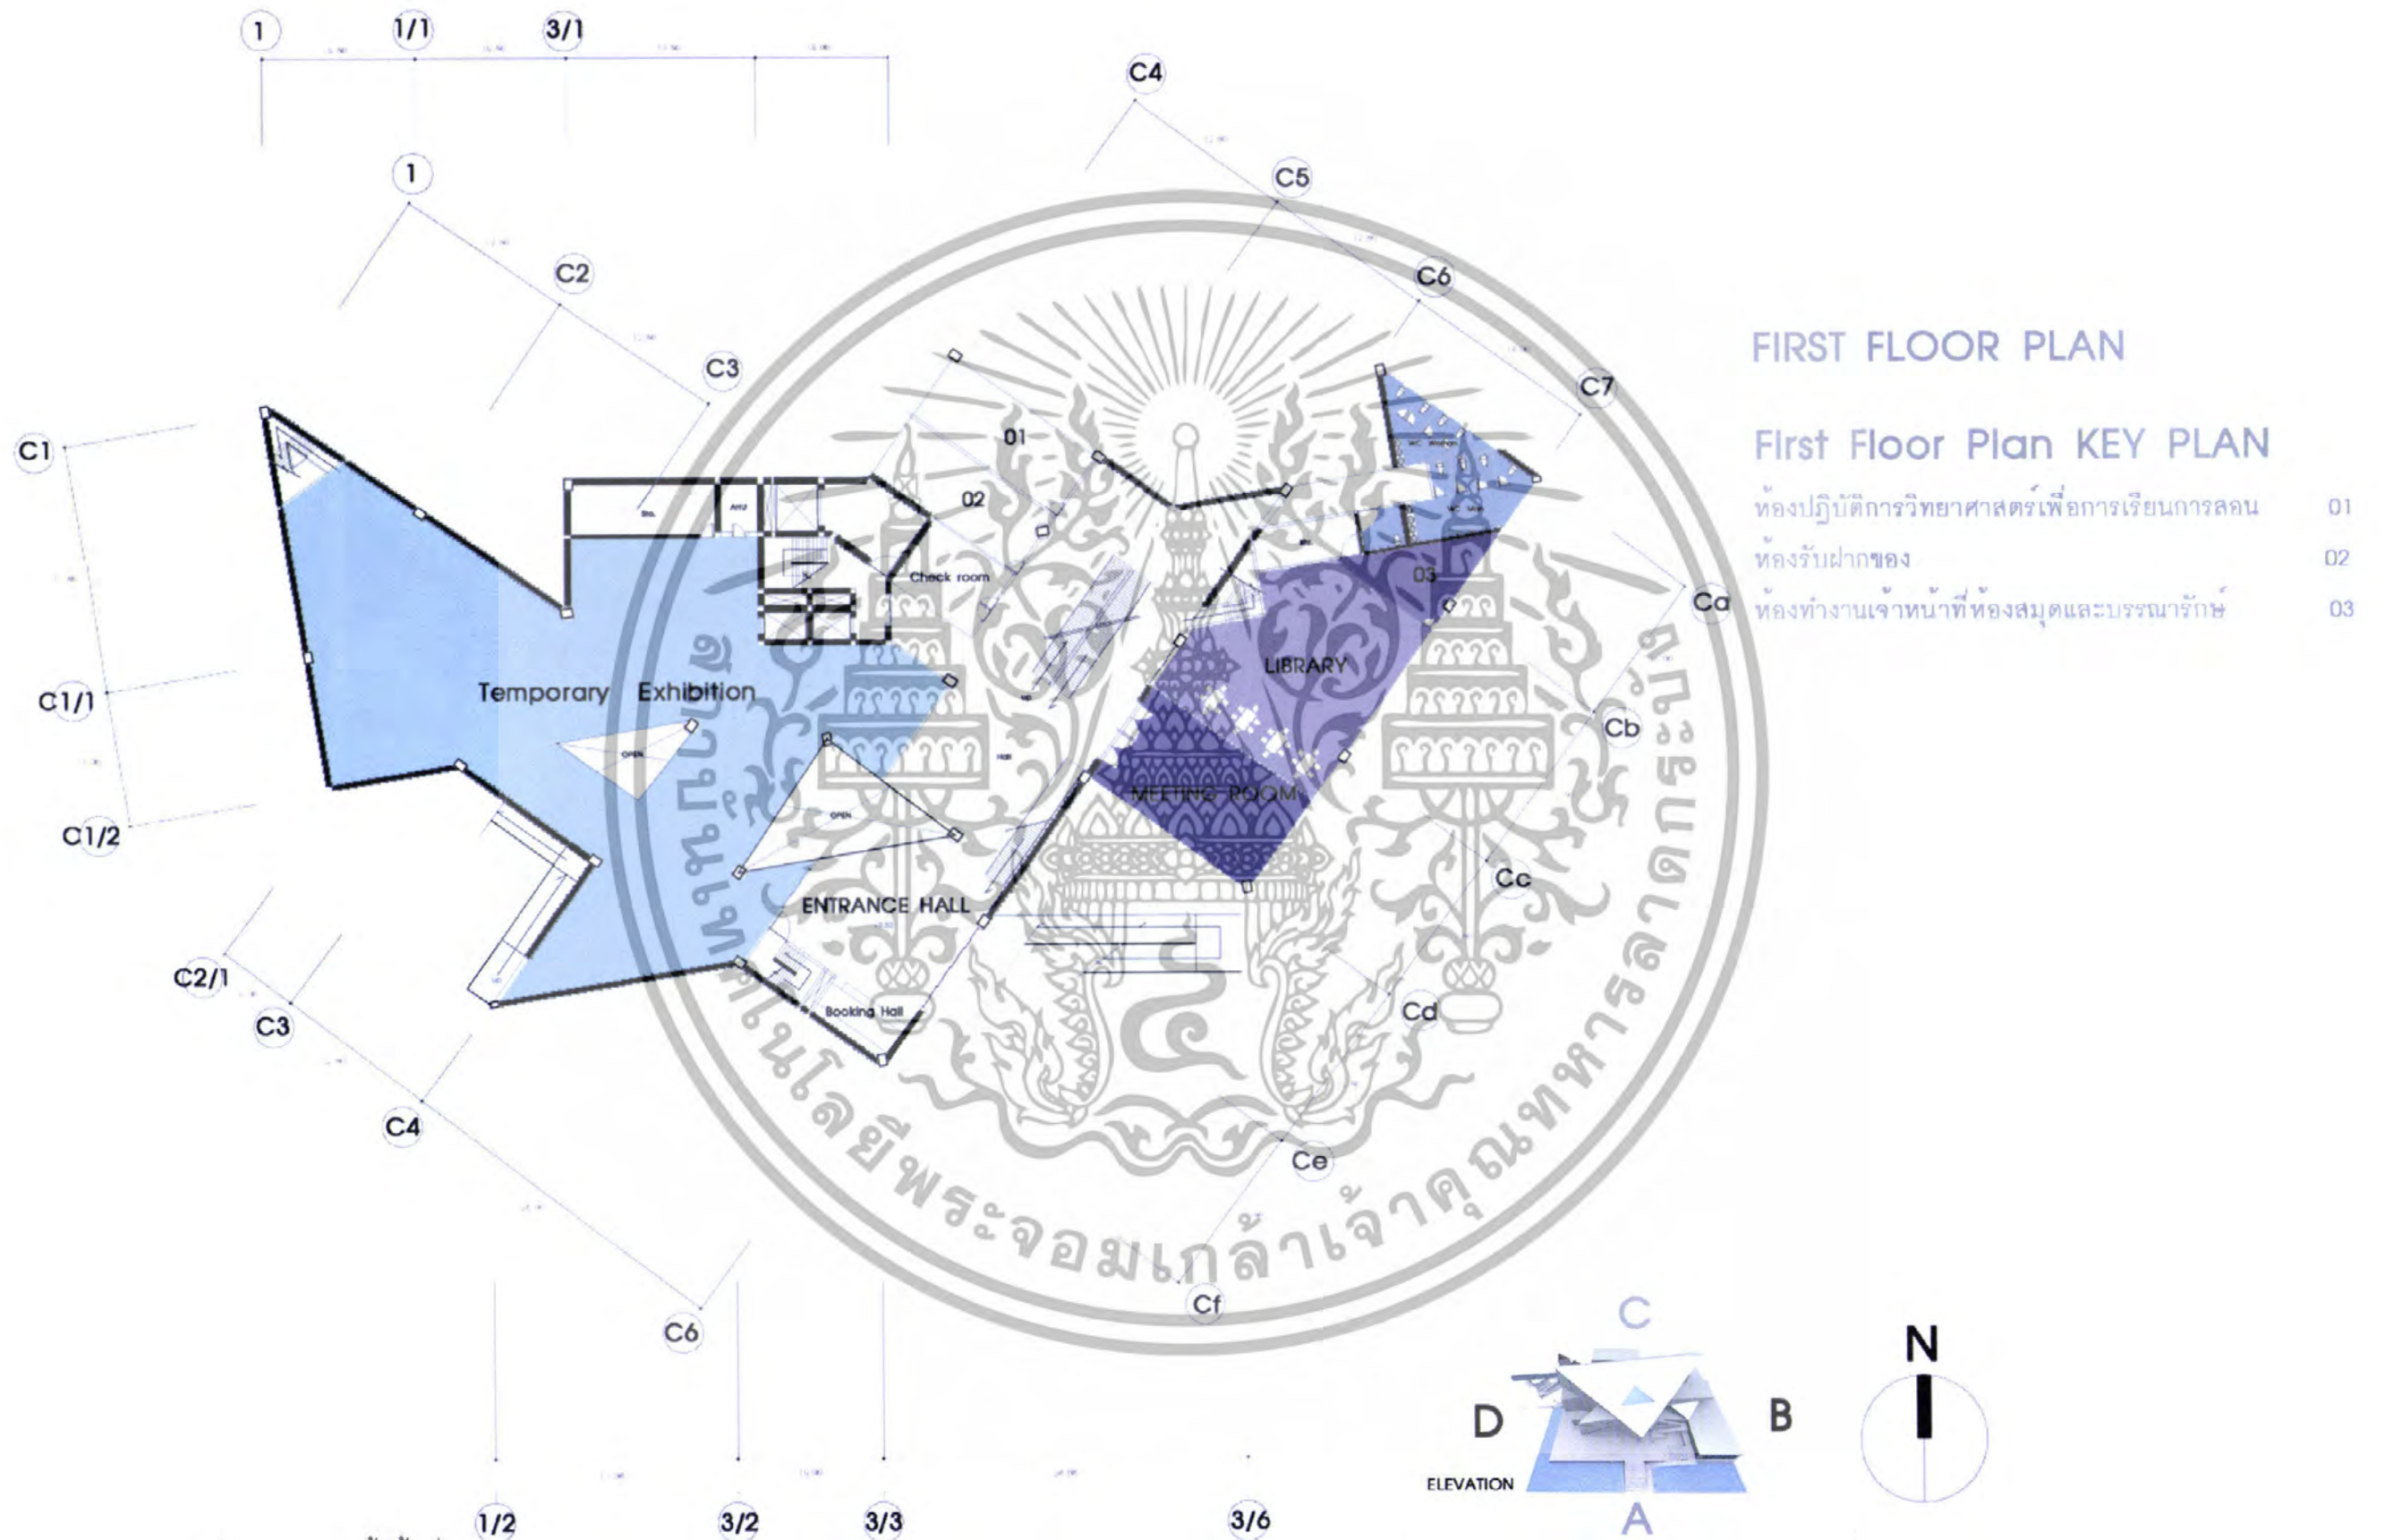 1
1/1
3/1
C4
1
C5
C2
C6
C3
C7
FIRST FLOOR PLAN
First Floor Plan KEY PLAN
ห้องปฏิบัติการวิทยาศาสตร์เพื่อการเรียนการสอน 01
ห้องรับฝากของ 02
ห้องทำงานเจ้าหน้าที่ห้องสมุดและบรรณารักษ์ 03
C1
01
02
Sto.
AHU
Check room
03
Ca
LIBRARY
Temporary Exhibition
C1/1
Cb
OPEN
Hall
MEETING ROOM
OPEN
C1/2
Cc
ENTRANCE HALL
C2/1
C3
Booking Hall
Cd
C4
Ce
C6
Cf
สถาบันเทคโนโลยีพระจอมเกล้าเจ้าคุณทหารลาดกระบัง
C
N
D
B
ELEVATION
A
1/2
3/2
3/3
3/6